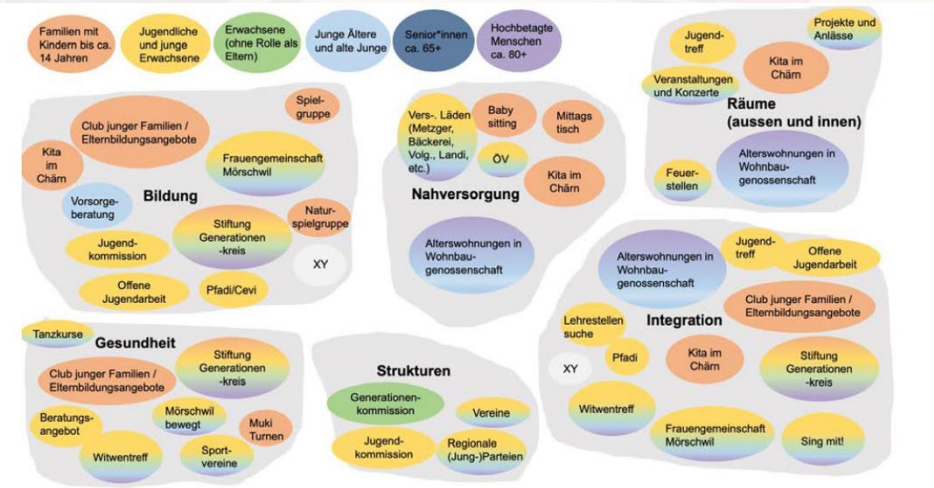 Familien mit
Kindern bis ca.
14 Jahren
Jugendliche
und junge
Erwachsene
Erwachsene
(ohne Rolle als
Eltern)
Junge Ältere
und alte Junge
Senior*innen
ca. 65+
Hochbetagte
Menschen
ca. 80+
Club junger Familien /
Elternbildungsangebote
Spiel-
gruppe
Kita
im
Chärn
Frauengemeinschaft
Mörschwil
Bildung
Vorsorge-
beratung
Stiftung
Generationen
-kreis
Natur-
spielgruppe
Jugend-
kommission
XY
Offene
Jugendarbeit
Pfadi/Cevi
Vers-. Läden
(Metzger,
Bäckerei,
Volg., Landi,
etc.)
Baby
sitting
Mittags
tisch
ÖV
Kita im
Chärn
Nahversorgung
Alterswohnungen in
Wohnbau-
genossenschaft
Jugend-
treff
Projekte und
Anlässe
Kita im
Chärn
Veranstaltungen
und Konzerte
Räume
(aussen und innen)
Feuer-
stellen
Alterswohnungen in
Wohnbau-
genossenschaft
Tanzkurse
Gesundheit
Club junger Familien /
Elternbildungsangebote
Stiftung
Generationen
-kreis
Beratungs-
angebot
Mörschwil
bewegt
Muki
Turnen
Witwentreff
Sport-
vereine
Strukturen
Generationen-
kommission
Vereine
Jugend-
kommission
Regionale
(Jung-)Parteien
Alterswohnungen in
Wohnbau-
genossenschaft
Jugend-
treff
Offene
Jugendarbeit
Club junger Familien /
Elternbildungsangebote
Lehrestellen
suche
Integration
Pfadi
XY
Kita im
Chärn
Stiftung
Generationen
-kreis
Witwentreff
Frauengemeinschaft
Mörschwil
Sing mit!